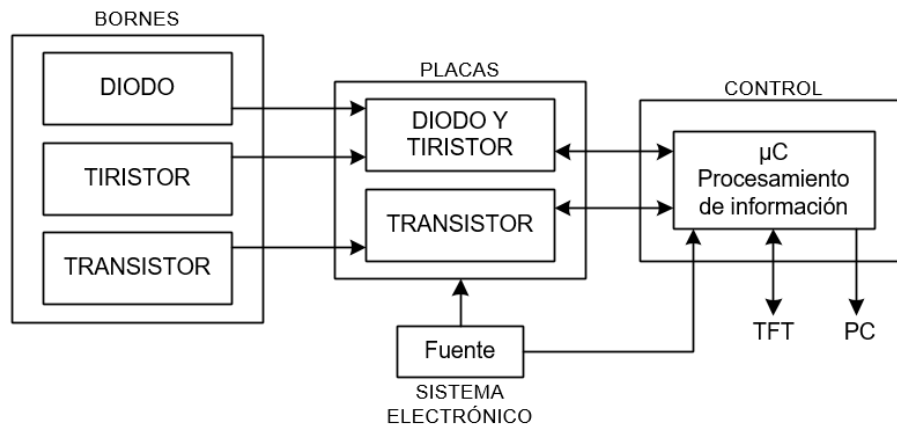 BORNES
DIODO
TIRISTOR
TRANSISTOR
PLACAS
DIODO Y
TIRISTOR
TRANSISTOR
CONTROL
µC
Procesamiento
de información
TFT
PC
Fuente
SISTEMA
ELECTRÓNICO